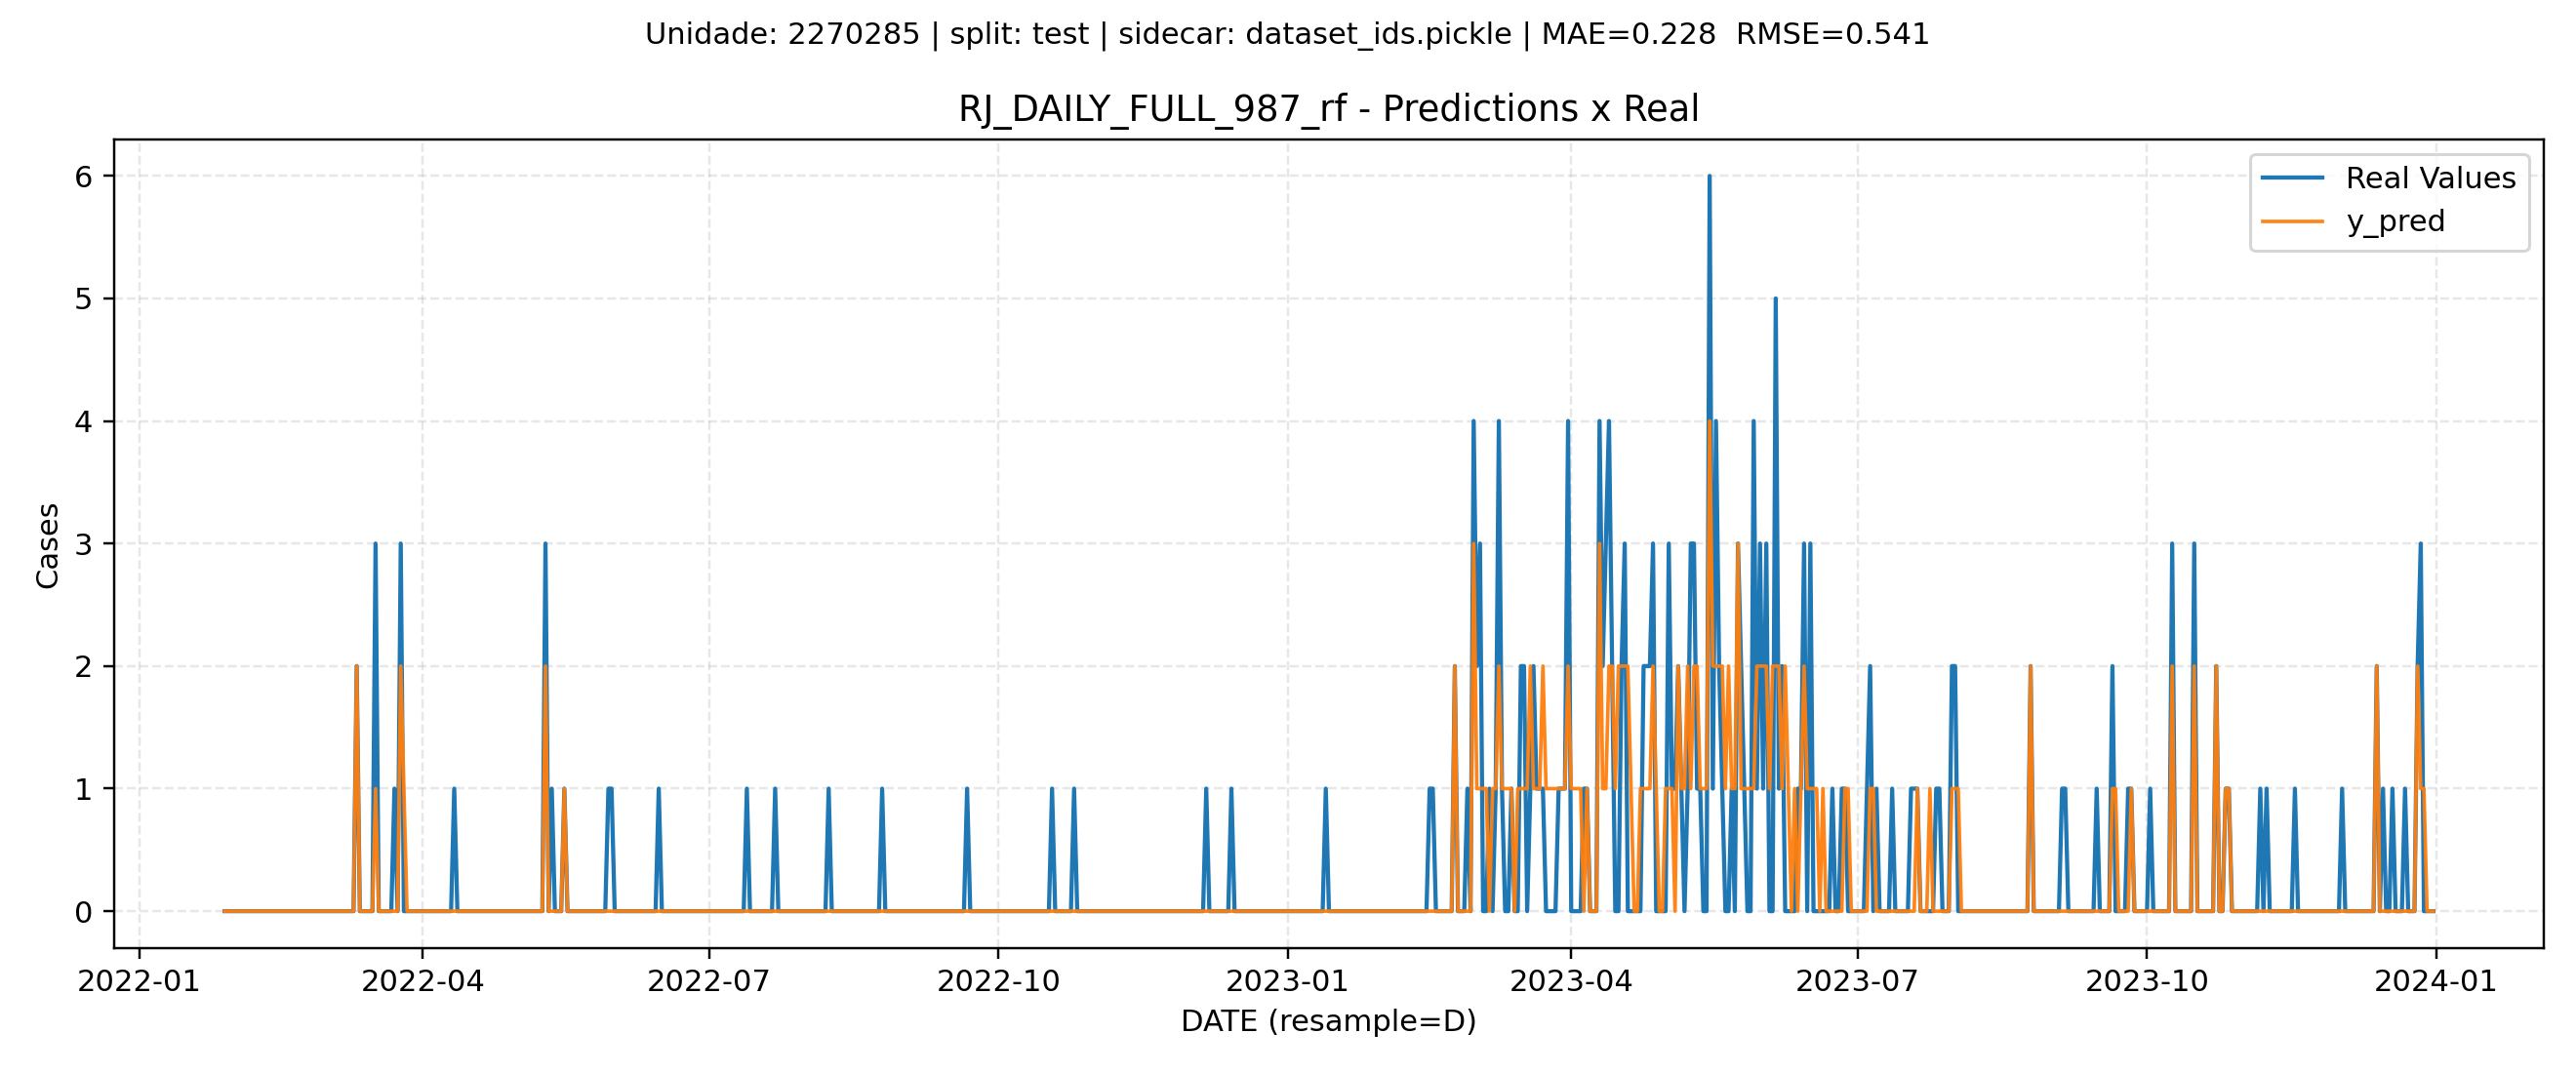 Unidade: 2270285 | split: test | sidecar: dataset_ids.pickle | MAE=0.228  RMSE=0.541
RJ_DAILY_FULL_987_rf - Predictions x Real
Real Values
y_pred
Cases
6
5
4
3
2
1
0
2022-01
2022-04
2022-07
2022-10
2023-01
2023-04
2023-07
2023-10
2024-01
DATE (resample=D)